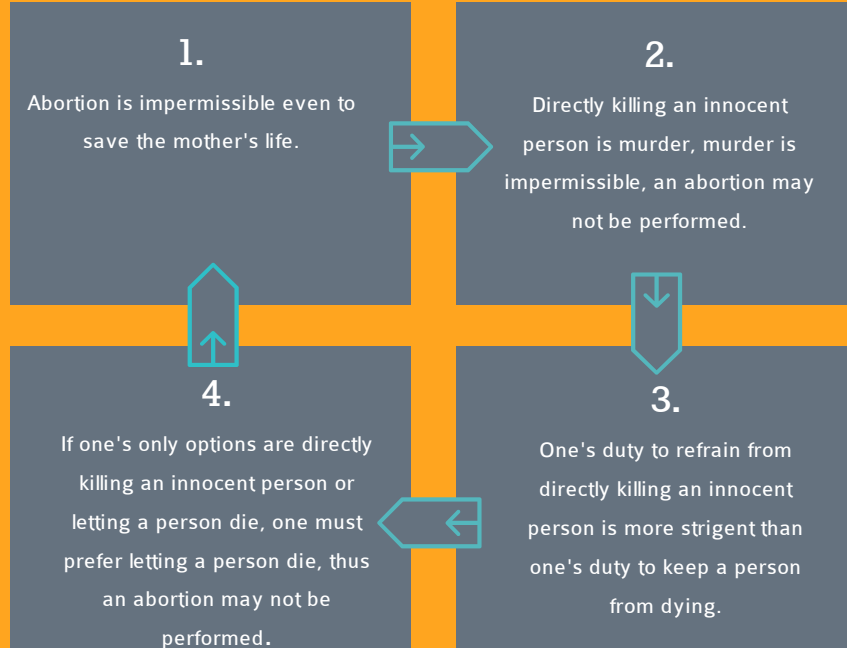 1.
Abortion is impermissible even to
save the mother's life.
2.
Directly killing an innocent
person is murder, murder is
impermissible, an abortion may
not be performed.
3.
One's duty to refrain from
directly killing an innocent
person is more strigent than
one's duty to keep a person
from dying.
4.
If one's only options are directly
killing an innocent person or
letting a person die, one must
prefer letting a person die, thus
an abortion may not be
performed.